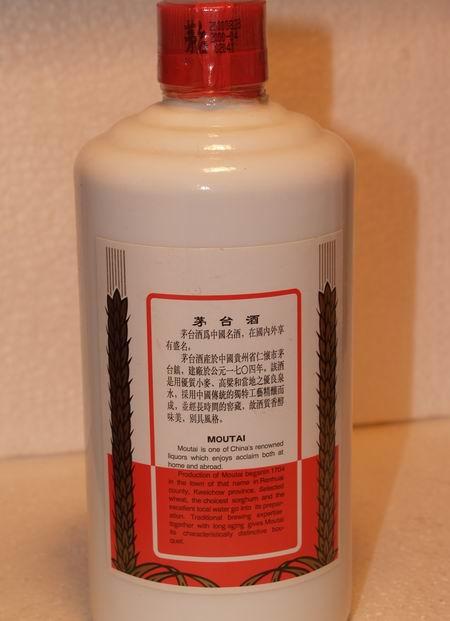 茅台
20000828
2000-04
02141
茅台酒
茅台酒爲中國名酒，在國内外享
有盛名。
茅台酒產於中國貴州省仁懷市茅
台鎮，建廠於公元一七〇四年。該酒
是用優質小麥、高粱和當地之優良泉
水，採用中國傳統的獨特工藝精釀而
成，並經長時間的窖藏，故酒質香醇
味美，別具風格。
MOUTAI
Moutai is one of China's renowned
liquors which enjoys acclaim both at
home and abroad.
Production of Moutai began in 1704
in the town of that name in Renhuai
county, Kweichow province. Selected
wheat, the choicest sorghum and the
excellent local water go into its prepar-
ation. Traditional brewing expertise
together with long aging gives Moutai
its characteristically distinctive bou-
quet.